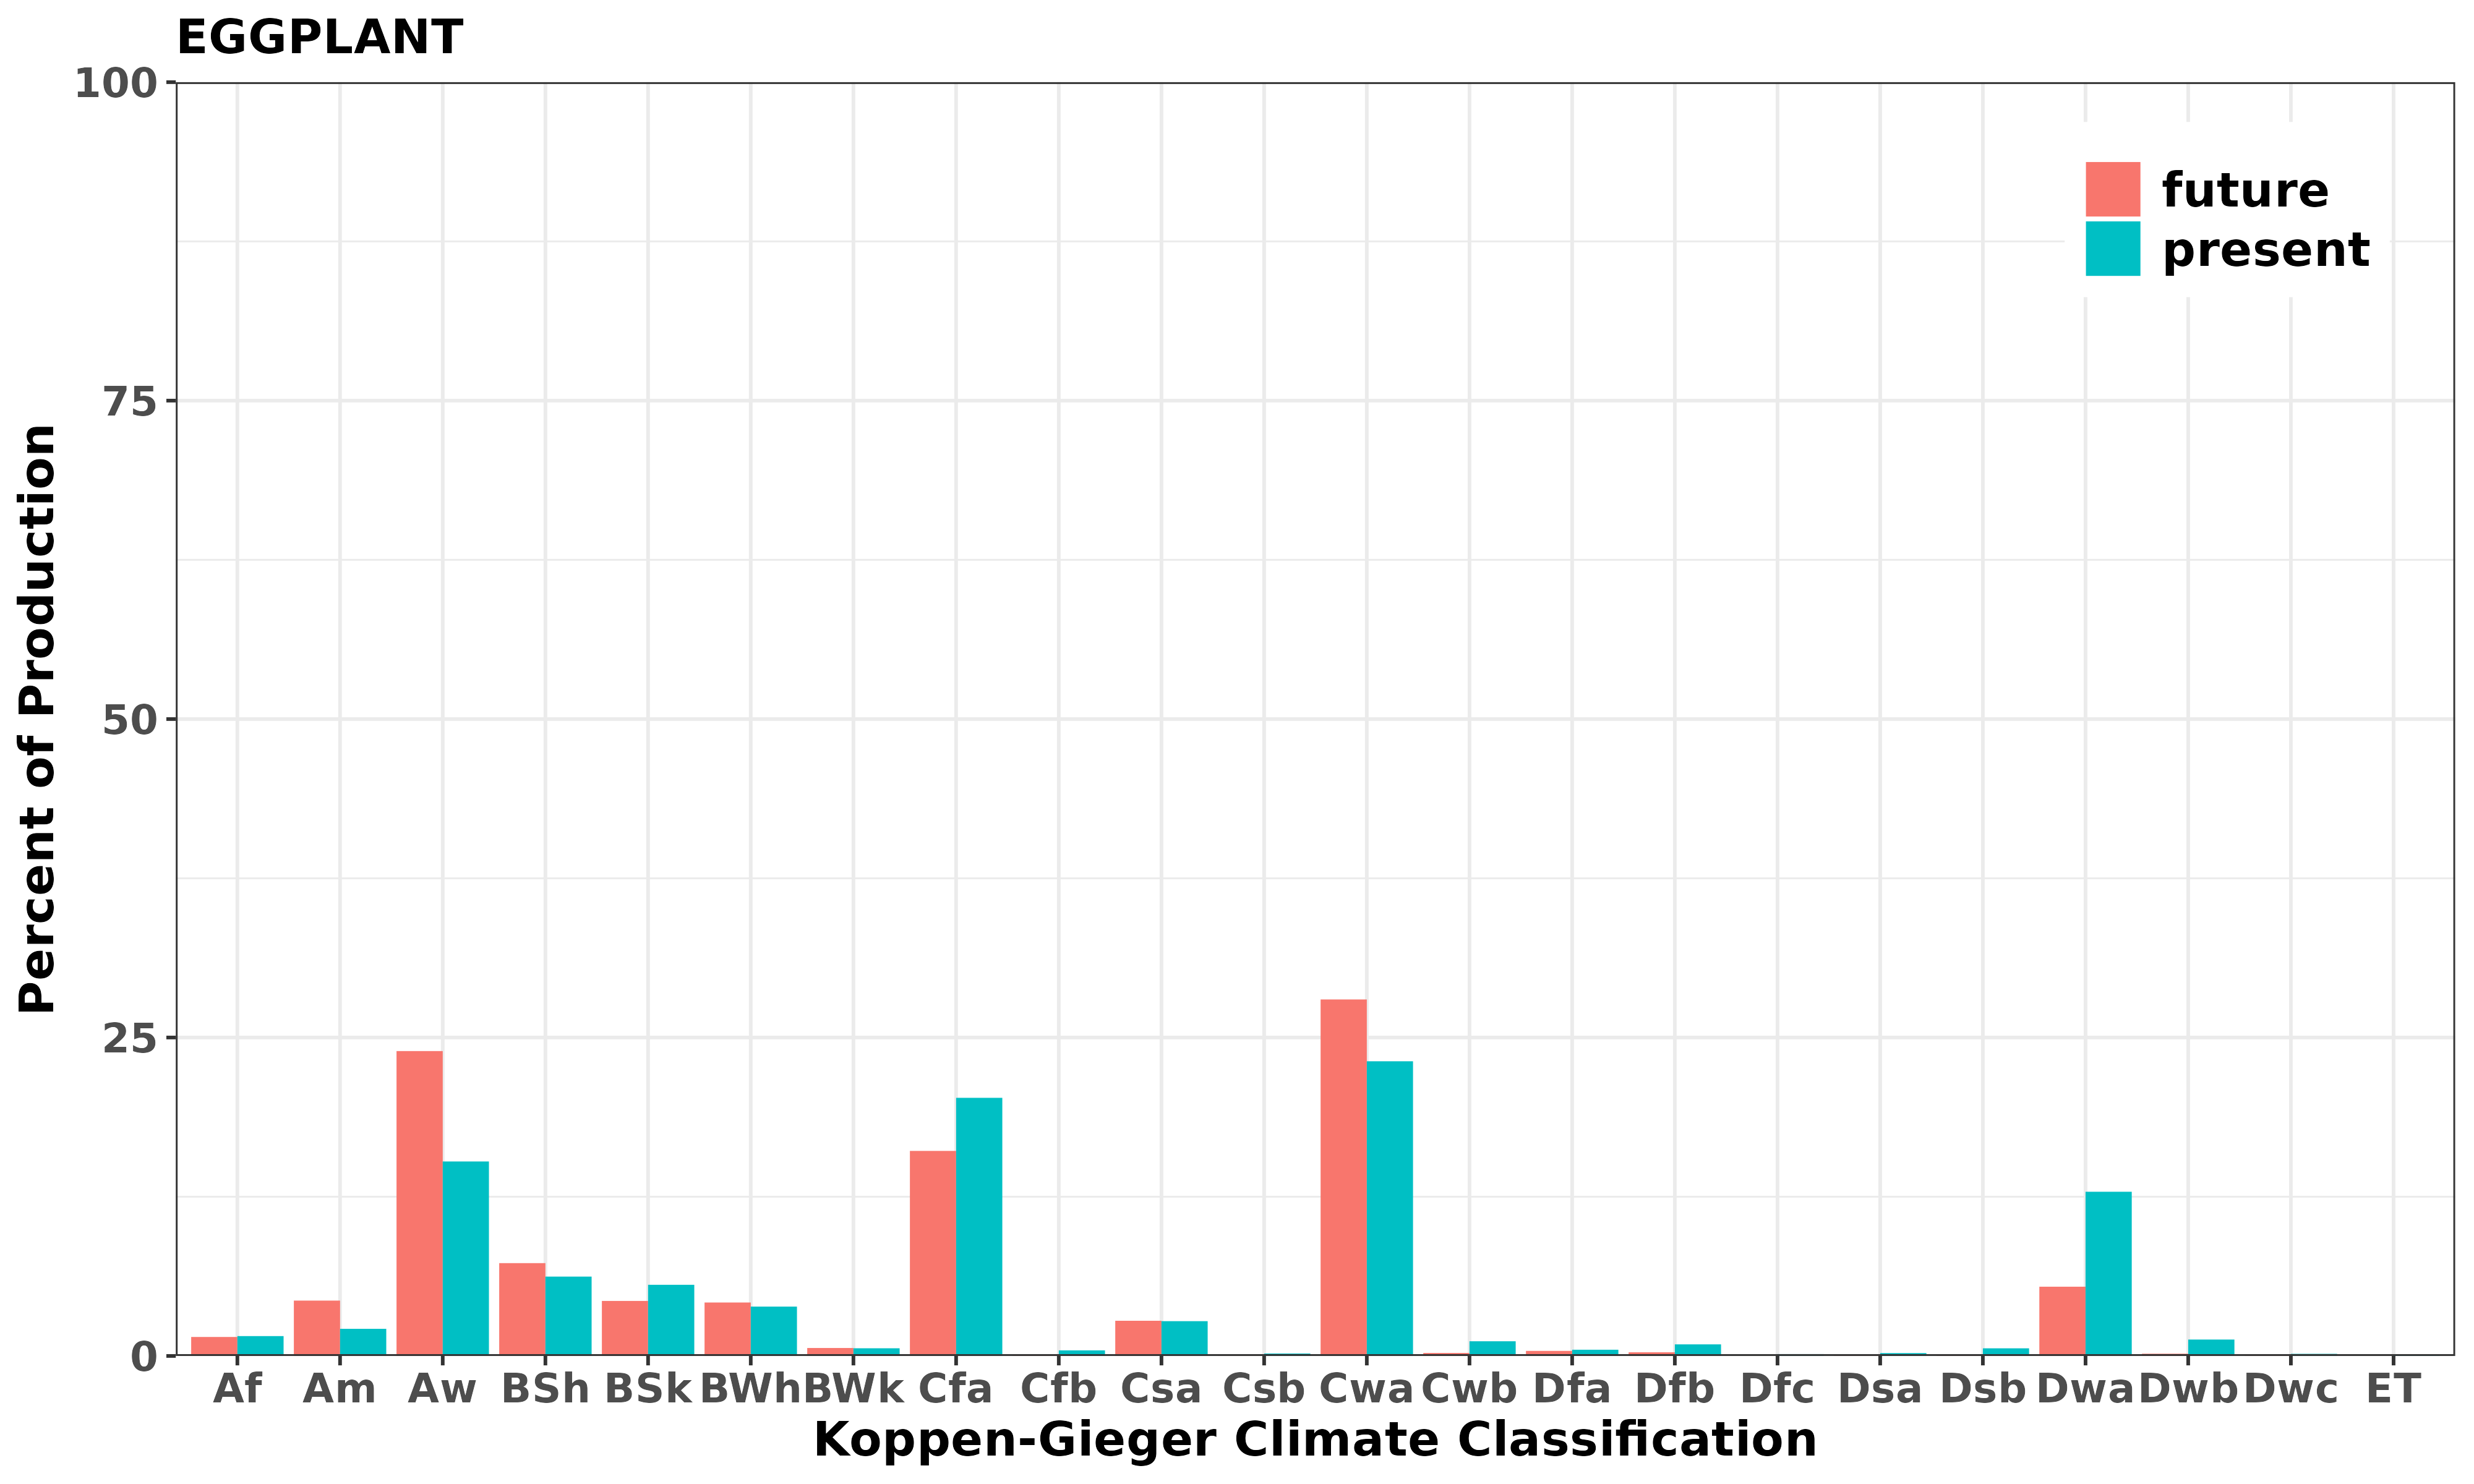 EGGPLANT
100
75
50
25
0
Percent of Production
future
present
Af Am Aw BSh BSk BWh BWk Cfa Cfb Csa Csb Cwa Cwb Dfa Dfb Dfc Dsa Dsb Dwa Dwb Dwc ET
Koppen-Gieger Climate Classification